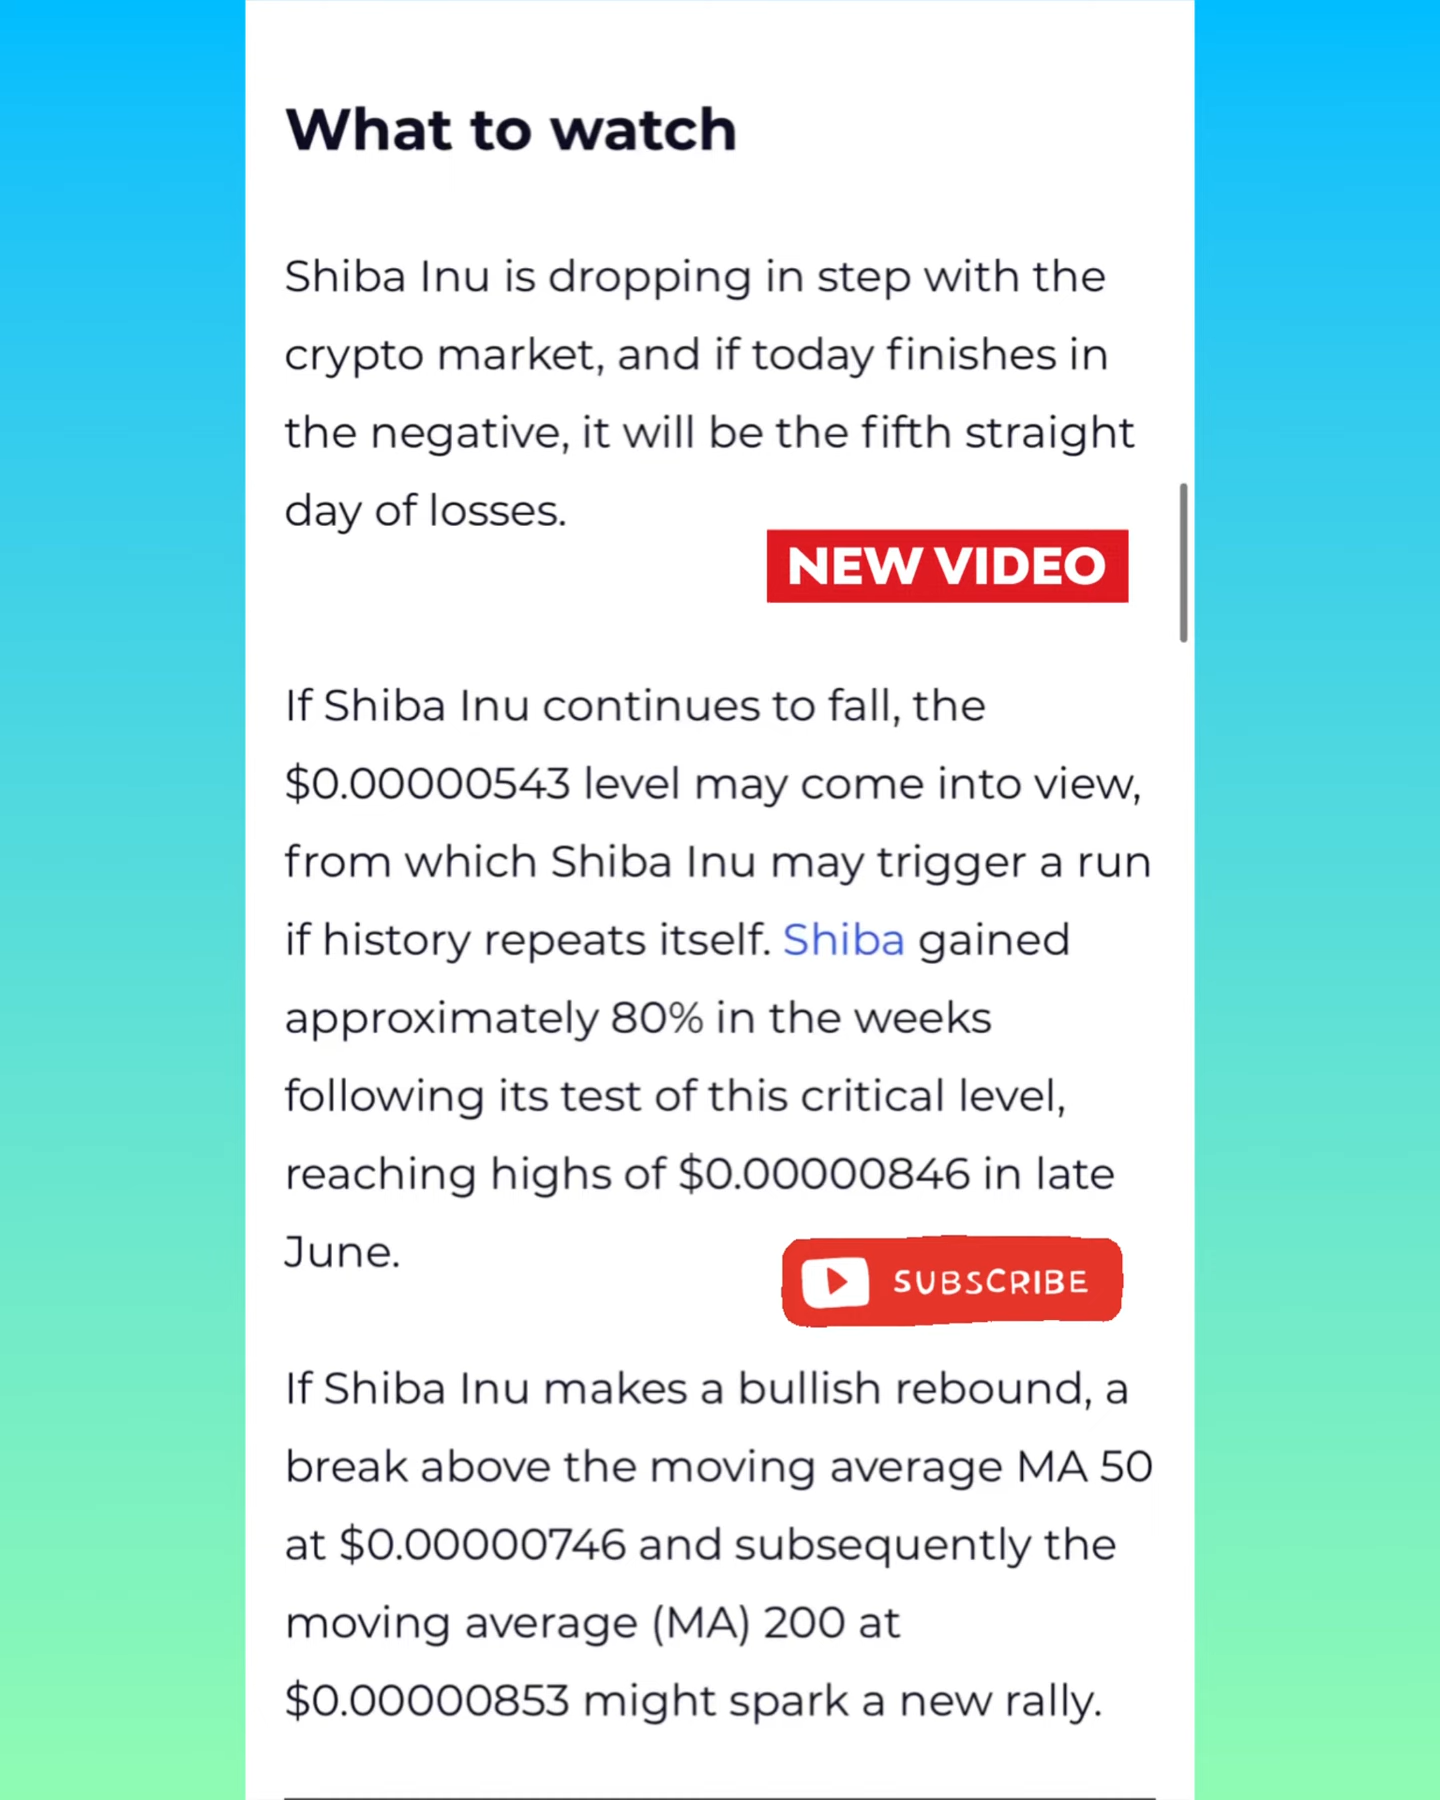 What to watch
Shiba Inu is dropping in step with the
crypto market, and if today finishes in
the negative, it will be the fifth straight
day of losses.
NEW VIDEO
If Shiba Inu continues to fall, the
$0.00000543 level may come into view,
from which Shiba Inu may trigger a run
if history repeats itself. Shiba gained
approximately 80% in the weeks
following its test of this critical level,
reaching highs of $0.00000846 in late
June.
SUBSCRIBE
If Shiba Inu makes a bullish rebound, a
break above the moving average MA 50
at $0.00000746 and subsequently the
moving average (MA) 200 at
$0.00000853 might spark a new rally.